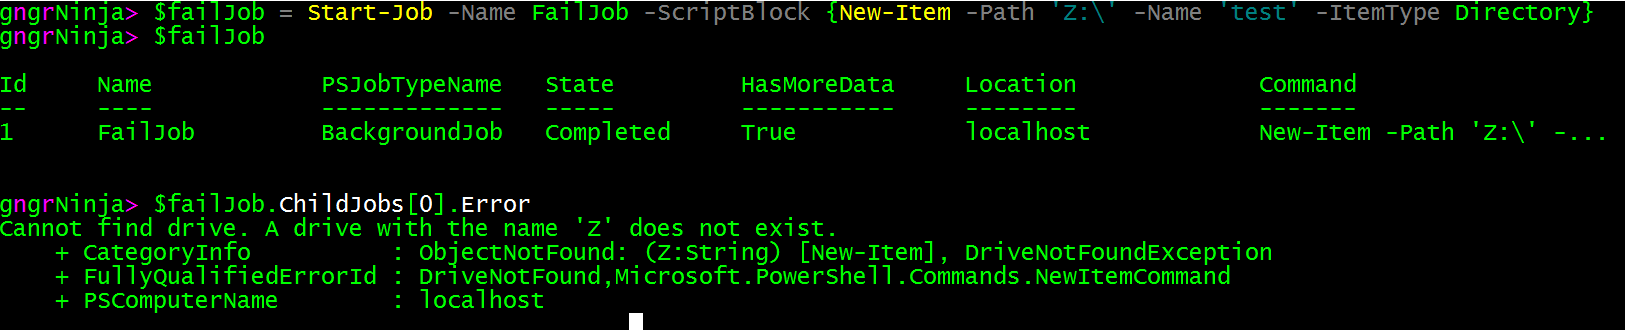 gngrNinja> $failJob = Start-Job -Name FailJob -ScriptBlock {New-Item -Path 'Z:\' -Name 'test' -ItemType Directory}
gngrNinja> $failJob
Id     Name            PSJobTypeName   State         HasMoreData     Location             Command
--     ----            -------------   -----         -----------     --------             -------
1      FailJob         BackgroundJob   Completed     True            localhost            New-Item -Path 'Z:\' -...
gngrNinja> $failJob.ChildJobs[0].Error
Cannot find drive. A drive with the name 'Z' does not exist.
    + CategoryInfo          : ObjectNotFound: (Z:String) [New-Item], DriveNotFoundException
    + FullyQualifiedErrorId : DriveNotFound,Microsoft.PowerShell.Commands.NewItemCommand
    + PSComputerName        : localhost